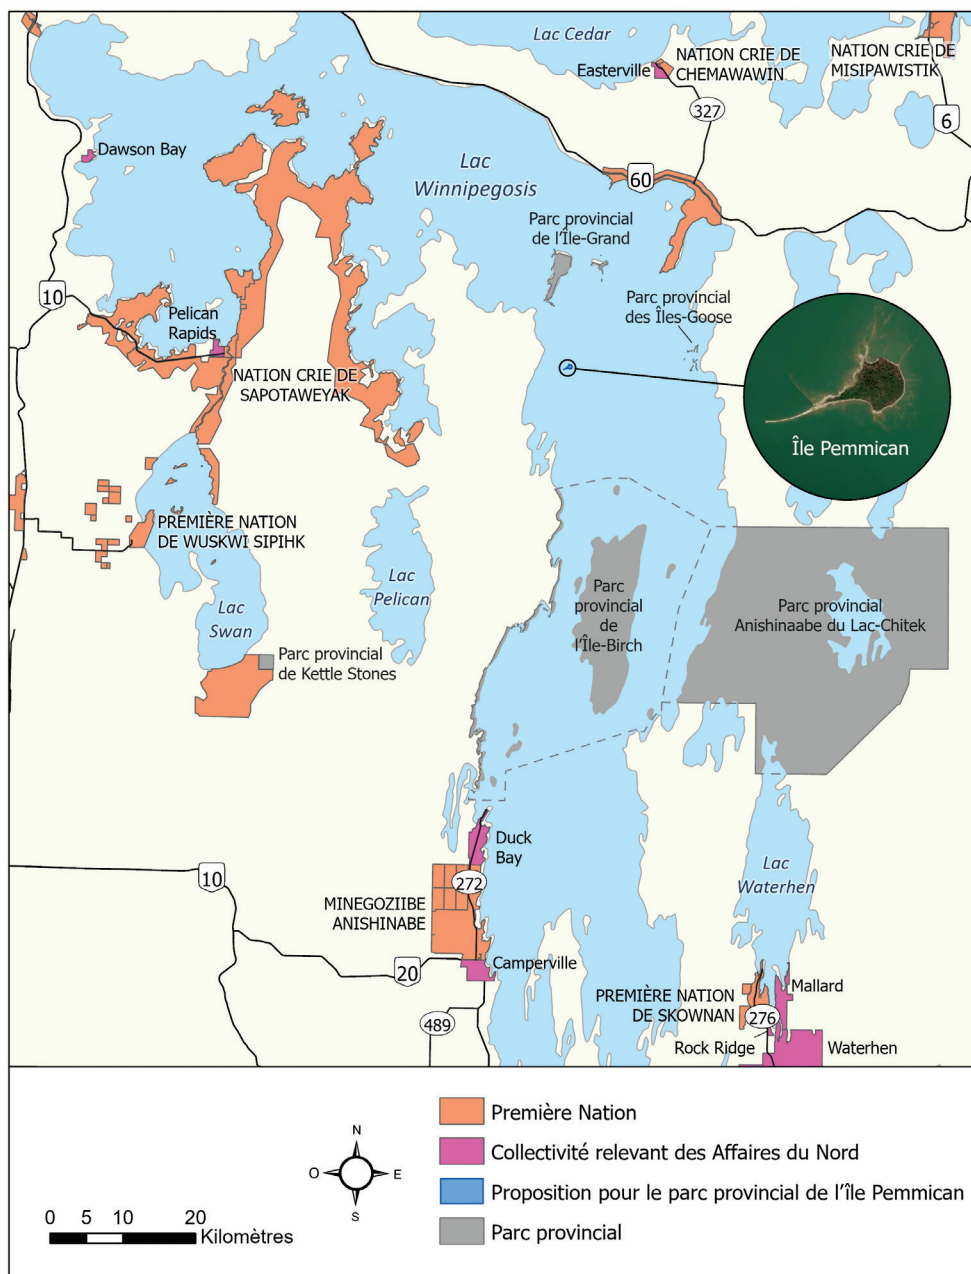 Lac Cedar
Easterville
NATION CRIE DE
CHEMAWAWIN
NATION CRIE DE
MISIPAWISTIK
327
6
Dawson Bay
Lac
Winnipegosis
60
Parc provincial
de l'Île-Grand
10
Pelican
Rapids
Parc provincial
des Îles-Goose
NATION CRIE DE
SAPOTAWEYAK
Île Pemmican
PREMIÈRE NATION
DE WUSKWI SIPIHK
Lac
Pelican
Lac
Swan
Parc
provincial
de
l'Île-Birch
Parc provincial
Anishinaabe du Lac-Chitek
Parc provincial
de Kettle Stones
Duck
Bay
10
272
Lac
Waterhen
MINEGOZIIBE
ANISHINABE
20
Camperville
489
PREMIÈRE NATION
DE SKOWNAN
Mallard
276
Rock Ridge
Waterhen
N
O
E
S
0 5 10 20
Kilomètres
Première Nation
Collectivité relevant des Affaires du Nord
Proposition pour le parc provincial de l'île Pemmican
Parc provincial